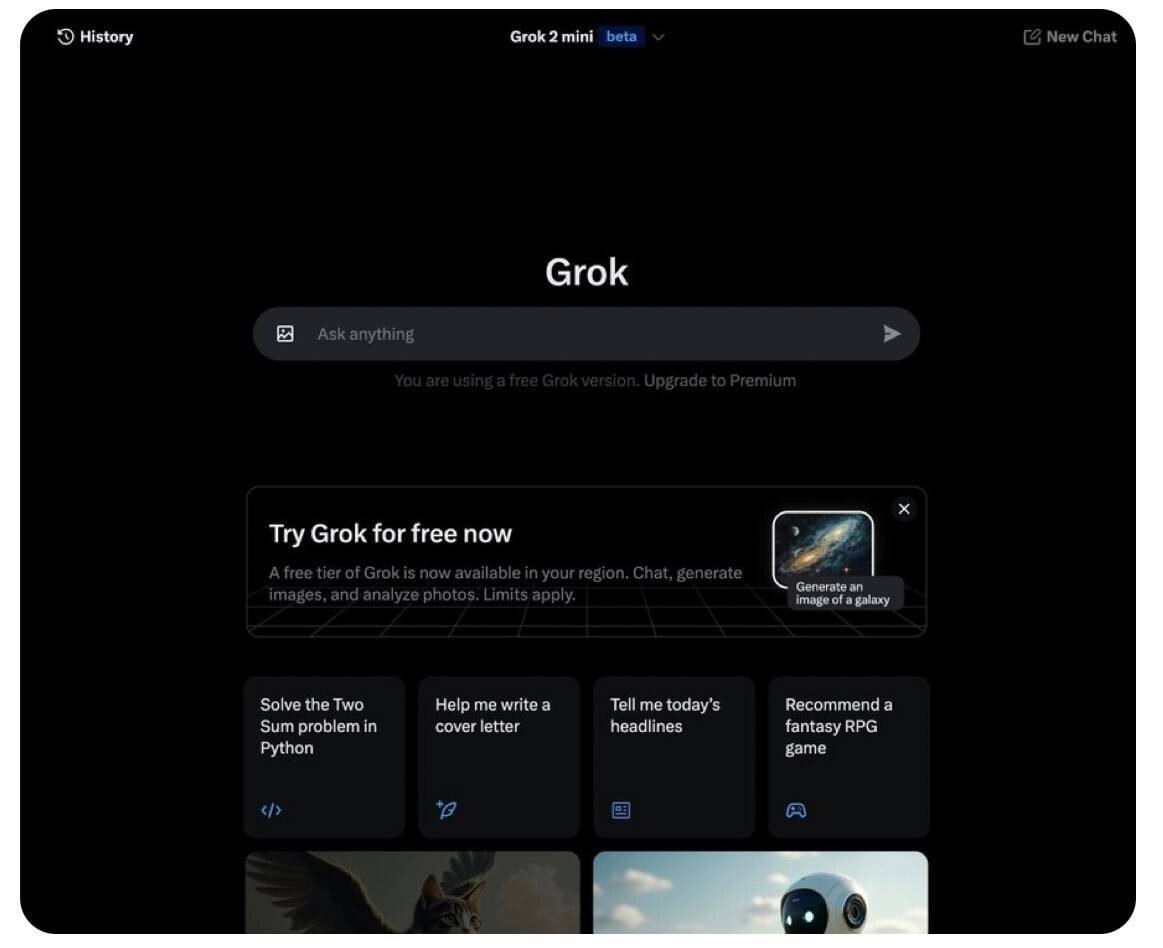 History
Grok 2 mini beta
New Chat
Grok
Ask anything
You are using a free Grok version. Upgrade to Premium
Try Grok for free now
A free tier of Grok is now available in your region. Chat, generate
images, and analyze photos. Limits apply.
Generate an
image of a galaxy
Solve the Two
Sum problem in
Python
Help me write a
cover letter
Tell me today’s
headlines
Recommend a
fantasy RPG
game